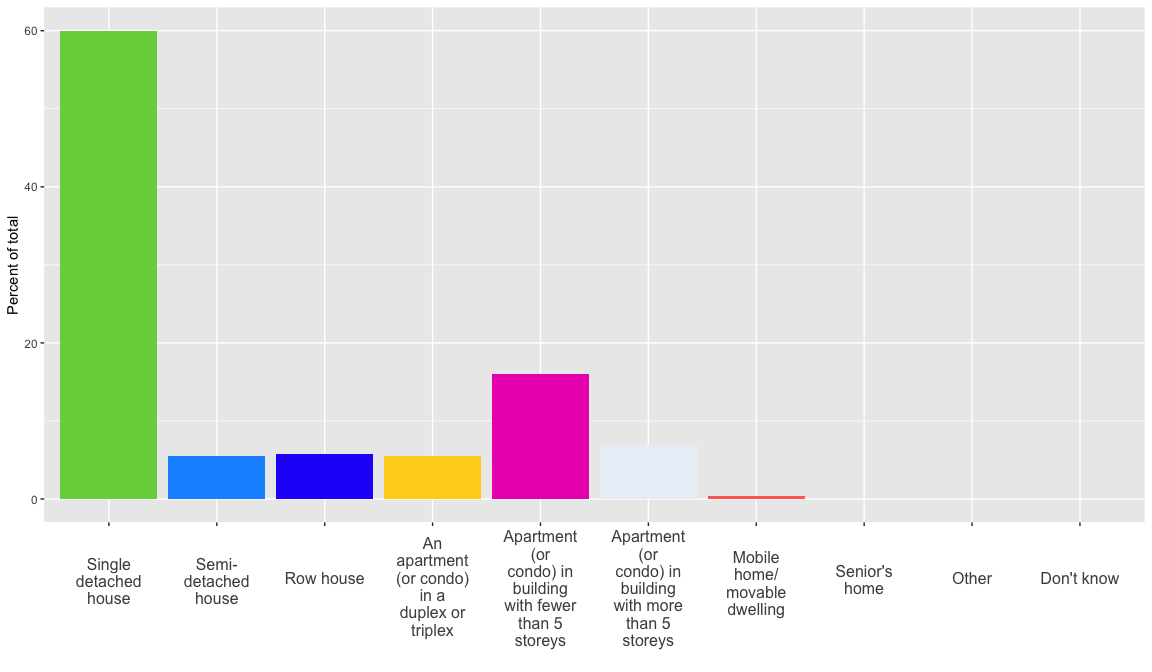 60
40
20
0
Percent of total
Single
detached
house
Semi-
detached
house
Row house
An
apartment
(or condo)
in a
duplex or
triplex
Apartment
(or
condo) in
building
with fewer
than 5
storeys
Apartment
(or
condo) in
building
with more
than 5
storeys
Mobile
home/
movable
dwelling
Senior's
home
Other
Don't know